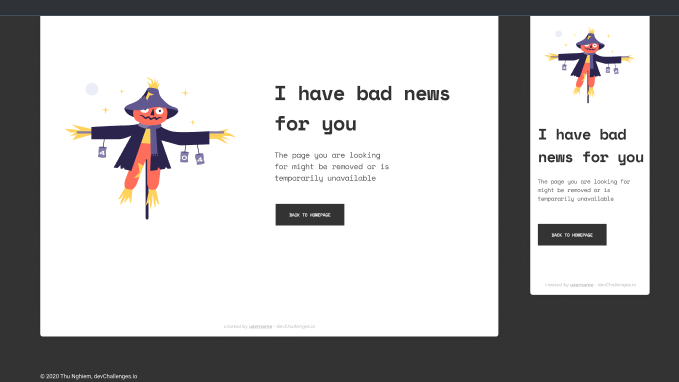 I have bad news
for you
The page you are looking
for might be removed or is
temporarily unavailable
BACK TO HOMEPAGE
4
0
4
created by username - devChallenges.io
I have bad
news for you
The page you are looking for
might be removed or is
temporarily unavailable
BACK TO HOMEPAGE
created by username - devChallenges.io
© 2020 Thu Nghiem, devChallenges.io